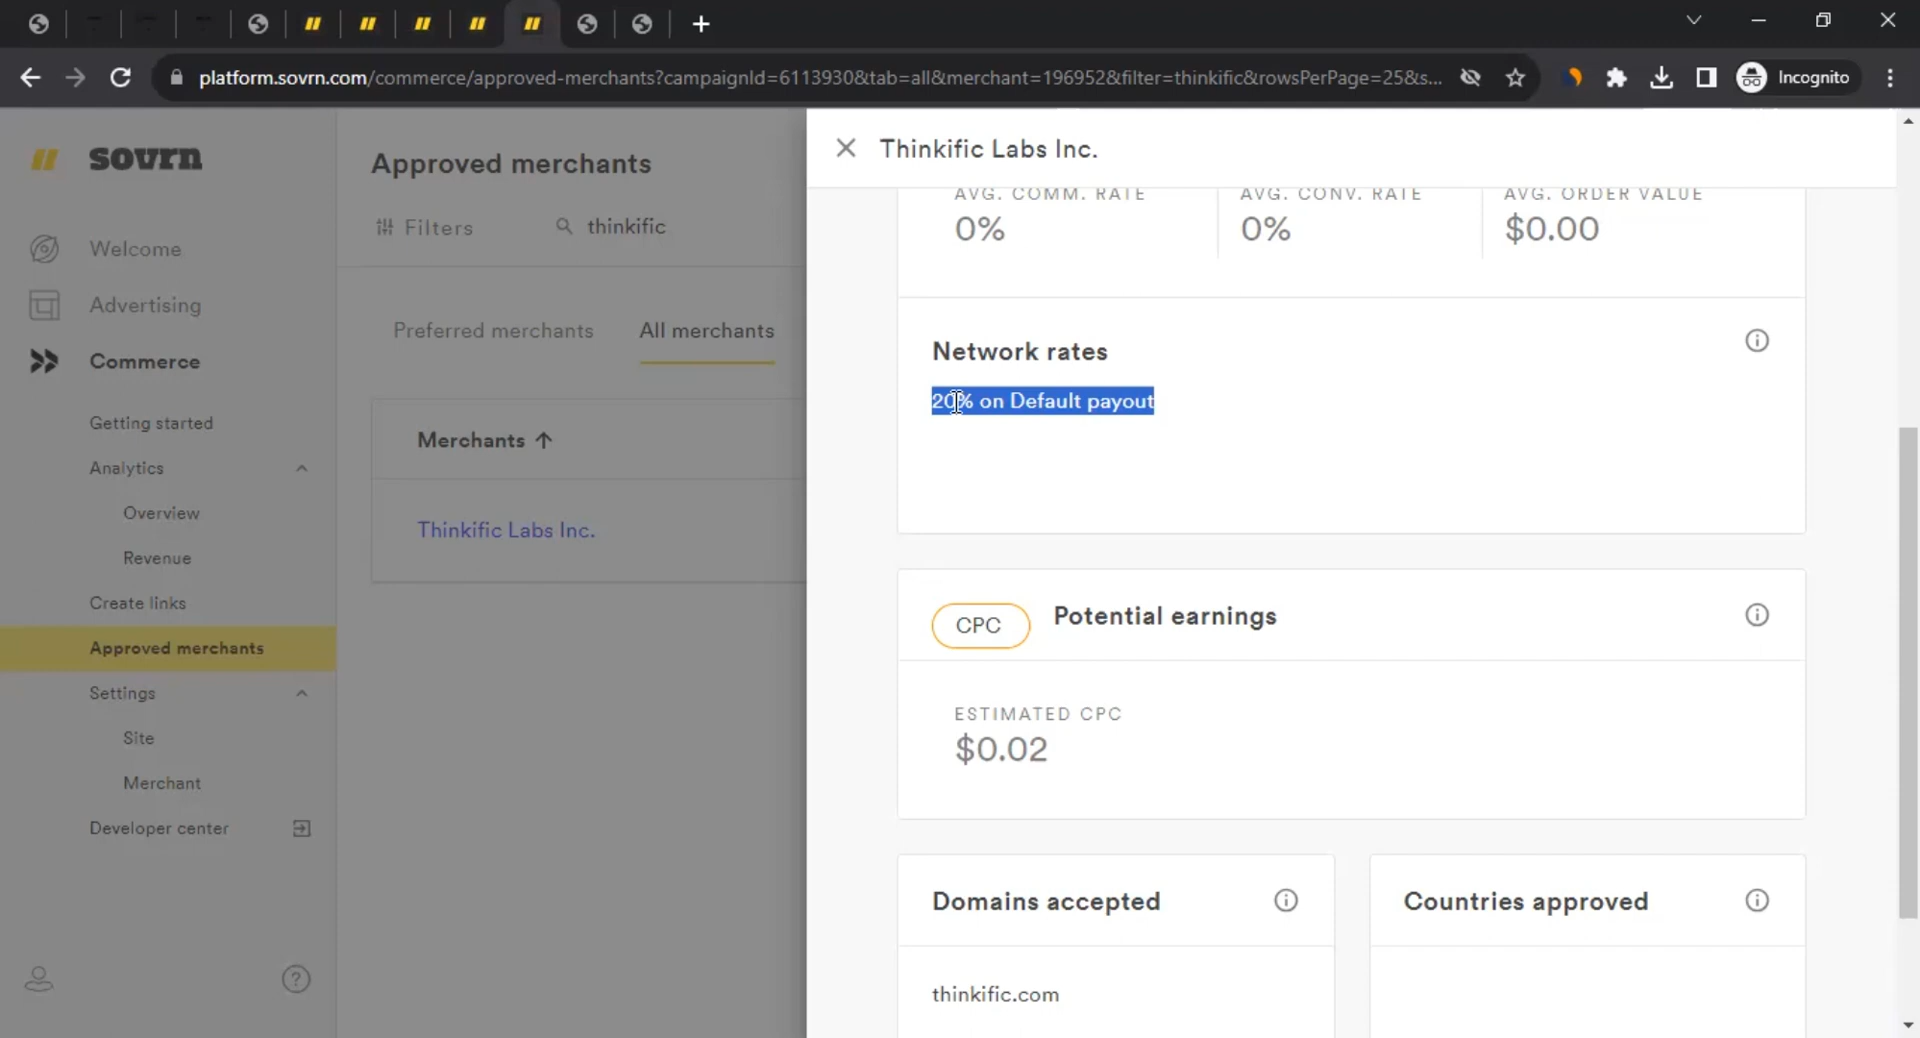 platform.sovrn.com/commerce/approved-merchants?campaignId=6113930&tab=all&merchant=196952&filter=thinkific&rowsPerPage=25&s...
Incognito
sovrn
Welcome
Advertising
Commerce
Getting started
Analytics
Overview
Revenue
Create links
Approved merchants
Settings
Site
Merchant
Developer center
Approved merchants
Filters
thinkific
Preferred merchants
All merchants
Merchants
Thinkific Labs Inc.
Thinkific Labs Inc.
AVG. COMM. RATE
0%
AVG. CONV. RATE
0%
AVG. ORDER VALUE
$0.00
Network rates
20% on Default payout
CPC
Potential earnings
ESTIMATED CPC
$0.02
Domains accepted
thinkific.com
Countries approved